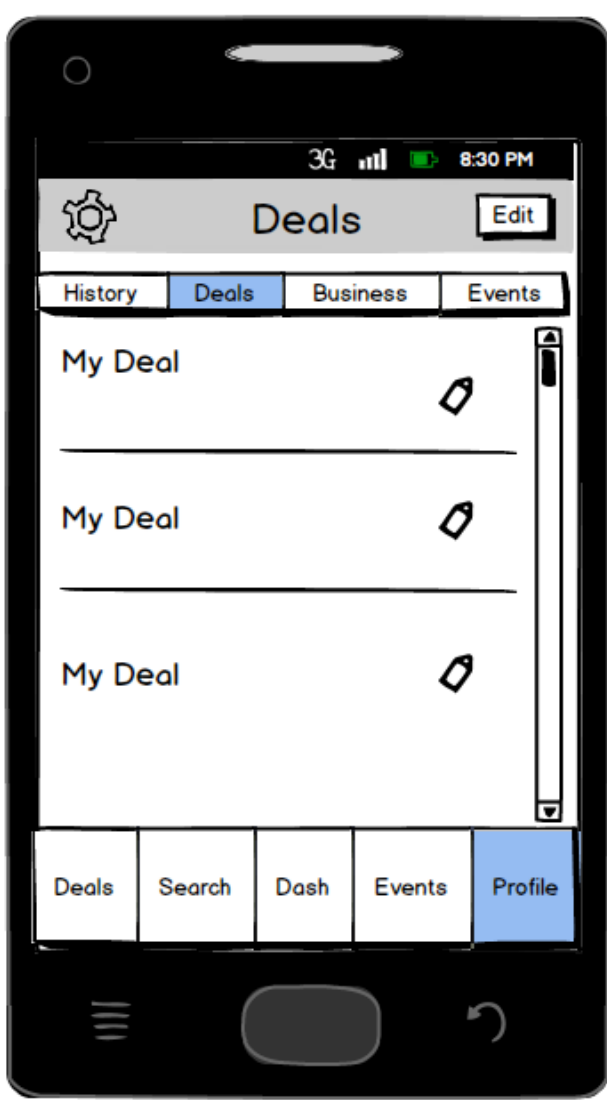 3G 8:30 PM
Deals Edit
History Deals Business Events
My Deal
My Deal
My Deal
Deals Search Dash Events Profile